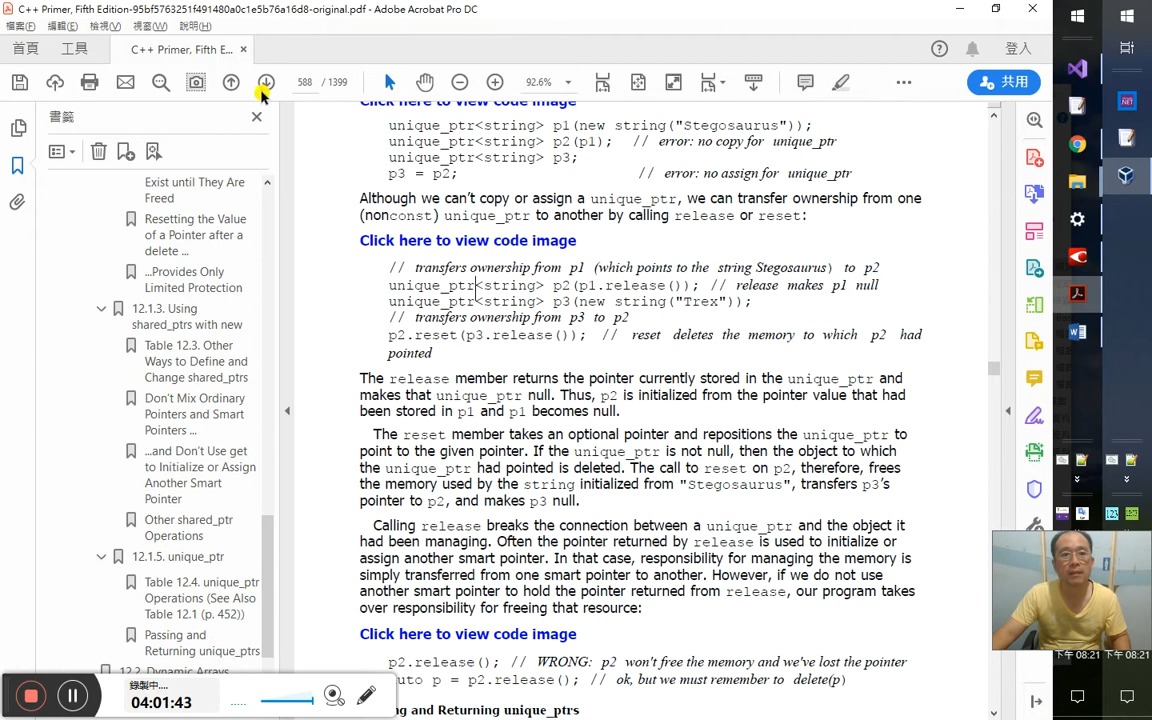 C++ Primer, Fifth Edition-95bf5763251f491480a0c1e5b76a16d8-original.pdf - Adobe Acrobat Pro DC
檔案(F) 編輯(E) 檢視(V) 視窗(W) 說明(H)
首頁 工具 C++ Primer, Fifth E... × 登入
588 / 1399 92.6% 共用
書籤
Exist until They Are
Freed
Resetting the Value
of a Pointer after a
delete ...
...Provides Only
Limited Protection
12.1.3. Using
shared_ptrs with new
Table 12.3. Other
Ways to Define and
Change shared_ptrs
Don't Mix Ordinary
Pointers and Smart
Pointers ...
...and Don't Use get
to Initialize or Assign
Another Smart
Pointer
Other shared_ptr
Operations
12.1.5. unique_ptr
Table 12.4. unique_ptr
Operations (See Also
Table 12.1 (p. 452))
Passing and
Returning unique_ptrs
12.2. Dynamic Arrays
Click here to view code image
unique_ptr<string> p1(new string("Stegosaurus"));
unique_ptr<string> p2(p1); // error: no copy for unique_ptr
unique_ptr<string> p3;
p3 = p2; // error: no assign for unique_ptr
Although we can't copy or assign a unique_ptr, we can transfer ownership from one
(nonconst) unique_ptr to another by calling release or reset:
Click here to view code image
// transfers ownership from p1 (which points to the string Stegosaurus) to p2
unique_ptr<string> p2(p1.release()); // release makes p1 null
unique_ptr<string> p3(new string("Trex"));
// transfers ownership from p3 to p2
p2.reset(p3.release()); // reset deletes the memory to which p2 had
pointed
The release member returns the pointer currently stored in the unique_ptr and
makes that unique_ptr null. Thus, p2 is initialized from the pointer value that had
been stored in p1 and p1 becomes null.
The reset member takes an optional pointer and repositions the unique_ptr to
point to the given pointer. If the unique_ptr is not null, then the object to which
the unique_ptr had pointed is deleted. The call to reset on p2, therefore, frees
the memory used by the string initialized from "Stegosaurus", transfers p3's
pointer to p2, and makes p3 null.
Calling release breaks the connection between a unique_ptr and the object it
had been managing. Often the pointer returned by release is used to initialize or
assign another smart pointer. In that case, responsibility for managing the memory is
simply transferred from one smart pointer to another. However, if we do not use
another smart pointer to hold the pointer returned from release, our program takes
over responsibility for freeing that resource:
Click here to view code image
p2.release(); // WRONG: p2 won't free the memory and we've lost the pointer
uto p = p2.release(); // ok, but we must remember to delete(p)
ng and Returning unique_ptrs
錄製中....
04:01:43
下午 08:21 下午 08:21